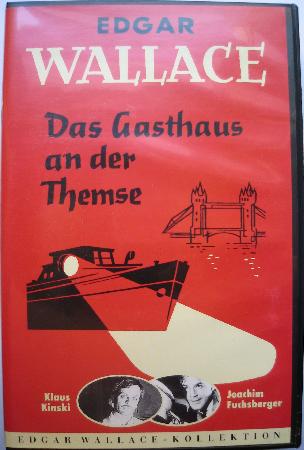 EDGAR
WALLACE
Das Gasthaus
an der
Themse
Klaus
Kinski
Joachim
Fuchsberger
EDGAR WALLACE-KOLLEKTION